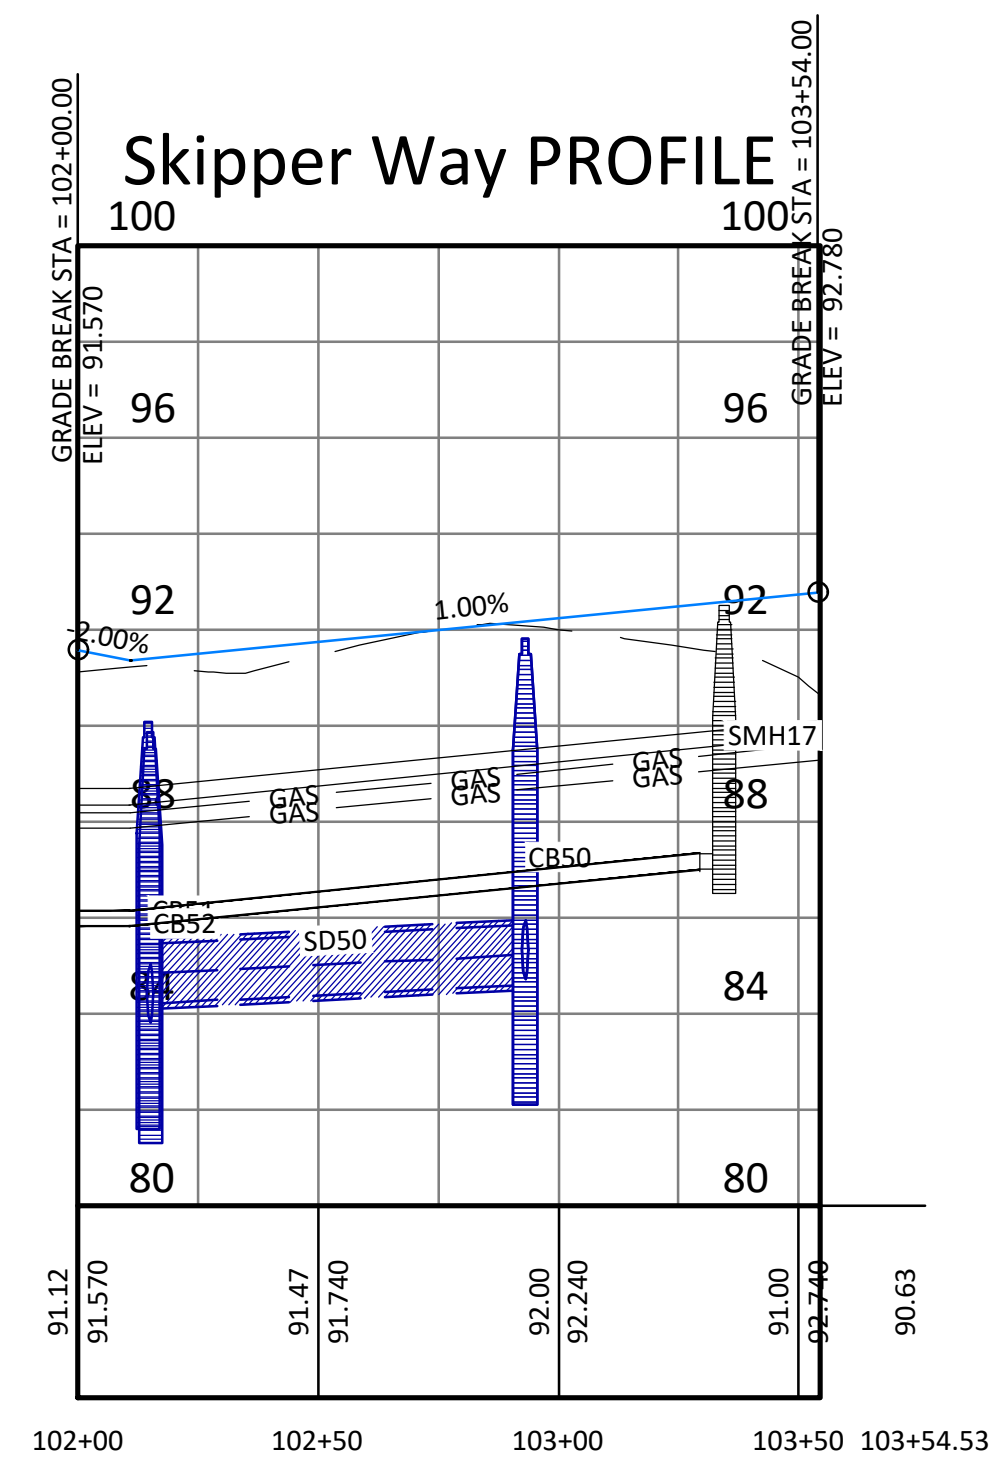 GRADE BREAK STA = 102+00.00
ELEV = 91.570
GRADE BREAK STA = 103+54.00
ELEV = 92.780
Skipper Way PROFILE
100 100
96 96
92 92
-2.00%
1.00%
SMH17
GAS GAS GAS
GAS GAS GAS
88 88
CB50
CB51
CB52
SD50
84 84
80 80
91.12
91.570
91.47
91.740
92.00
92.240
91.00
92.740
90.63
102+00 102+50 103+00 103+50 103+54.53